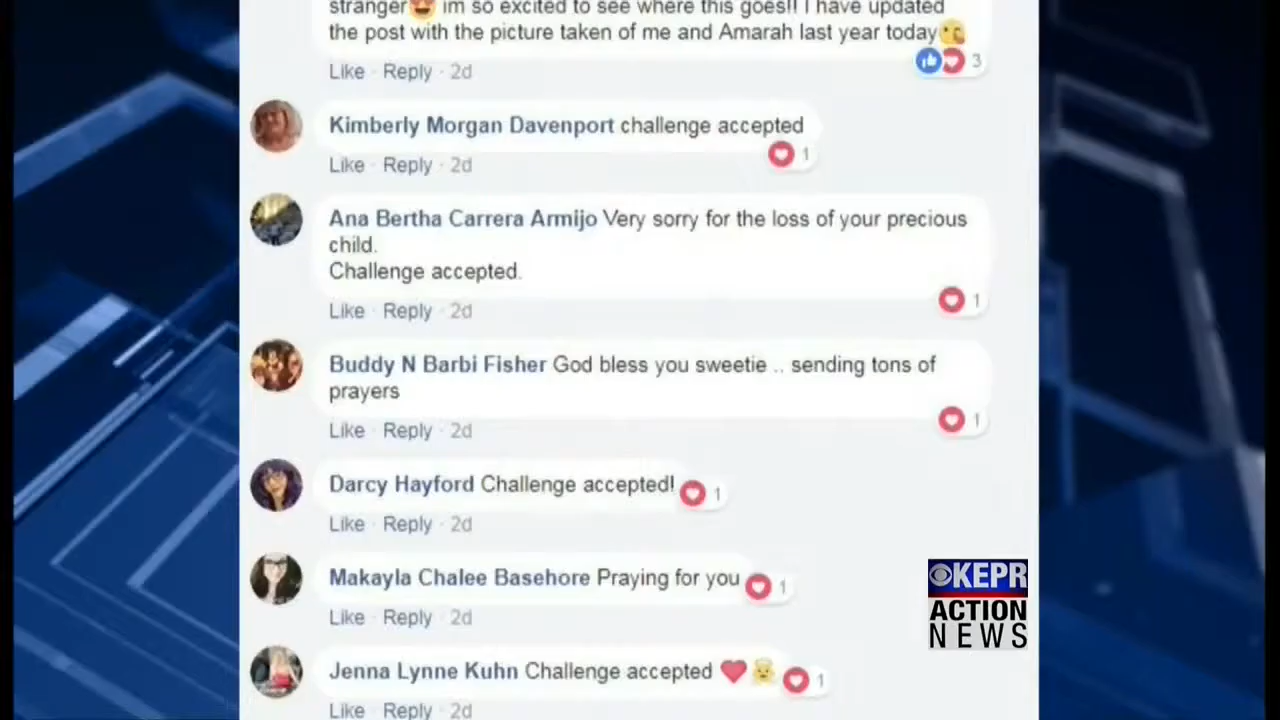 stranger😍 im so excited to see where this goes!! I have updated
the post with the picture taken of me and Amarah last year today😘
3
Like · Reply · 2d
Kimberly Morgan Davenport challenge accepted
1
Like · Reply · 2d
Ana Bertha Carrera Armijo Very sorry for the loss of your precious
child.
Challenge accepted.
1
Like · Reply · 2d
Buddy N Barbi Fisher God bless you sweetie .. sending tons of
prayers
1
Like · Reply · 2d
Darcy Hayford Challenge accepted! 1
Like · Reply · 2d
Makayla Chalee Basehore Praying for you 1
Like · Reply · 2d
Jenna Lynne Kuhn Challenge accepted ❤️👼 1
Like · Reply · 2d
KEPR
ACTION
NEWS